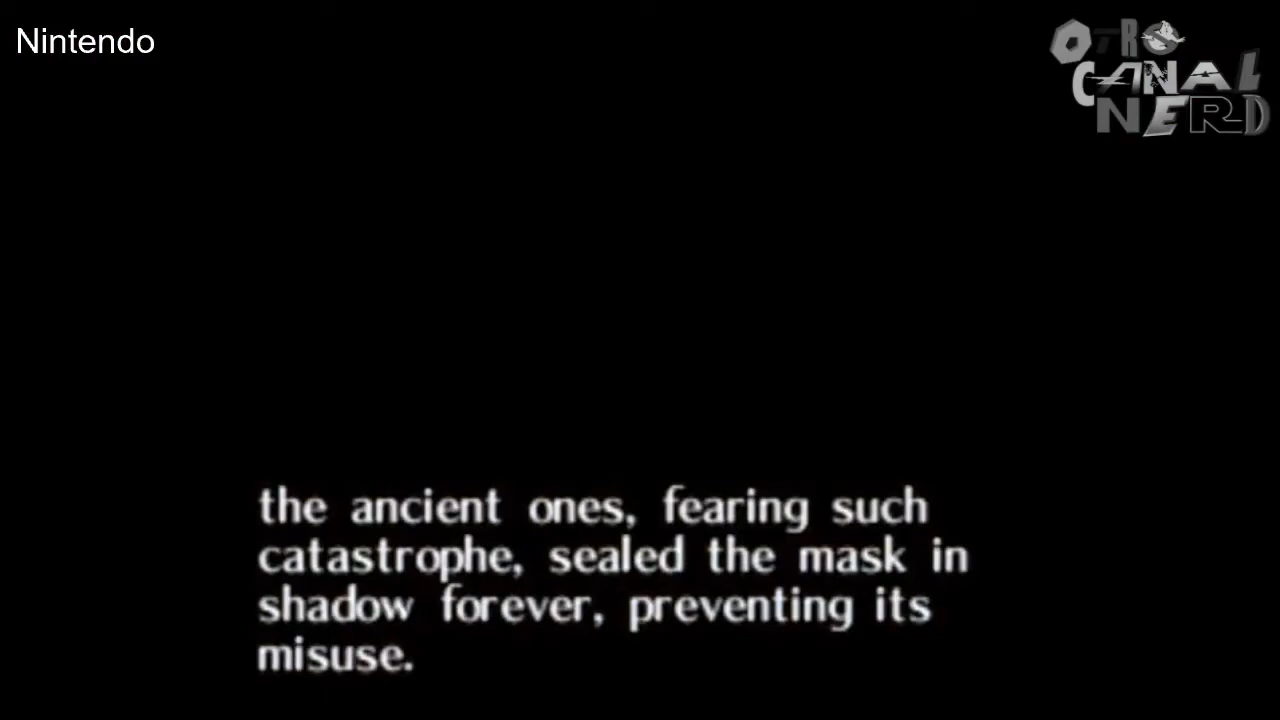 Nintendo
OTRO
CANAL
NERD
the ancient ones, fearing such
catastrophe, sealed the mask in
shadow forever, preventing its
misuse.